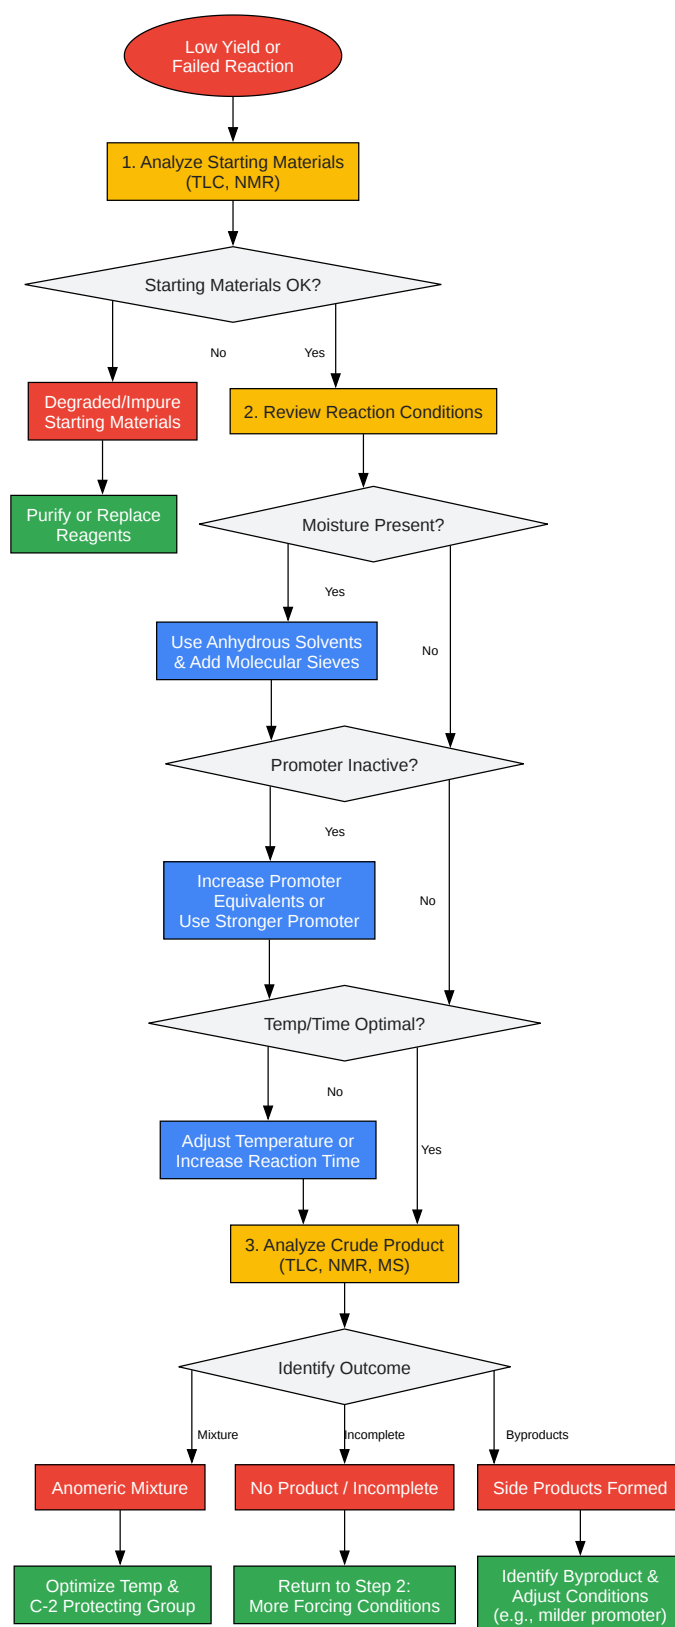 Low Yield or
Failed Reaction
1. Analyze Starting Materials
(TLC, NMR)
Starting Materials OK?
No
Yes
Degraded/Impure
Starting Materials
2. Review Reaction Conditions
Purify or Replace
Reagents
Moisture Present?
Yes
Use Anhydrous Solvents
& Add Molecular Sieves
No
Promoter Inactive?
Yes
Increase Promoter
Equivalents or
Use Stronger Promoter
No
Temp/Time Optimal?
No
Adjust Temperature or
Increase Reaction Time
Yes
3. Analyze Crude Product
(TLC, NMR, MS)
Identify Outcome
Mixture
Incomplete
Byproducts
Anomeric Mixture
No Product / Incomplete
Side Products Formed
Optimize Temp &
C-2 Protecting Group
Return to Step 2:
More Forcing Conditions
Identify Byproduct &
Adjust Conditions
(e.g., milder promoter)